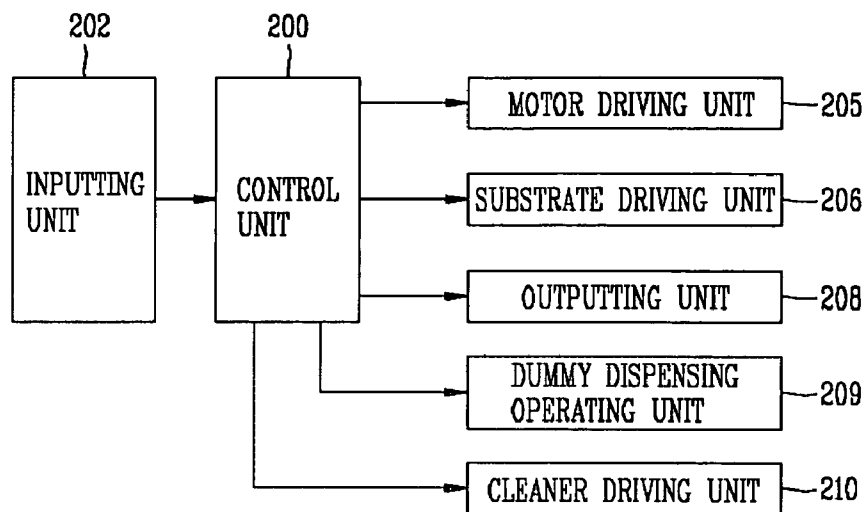 202
200
INPUTTING
UNIT
CONTROL
UNIT
MOTOR DRIVING UNIT
205
SUBSTRATE DRIVING UNIT
206
OUTPUTTING UNIT
208
DUMMY DISPENSING
OPERATING UNIT
209
CLEANER DRIVING UNIT
210